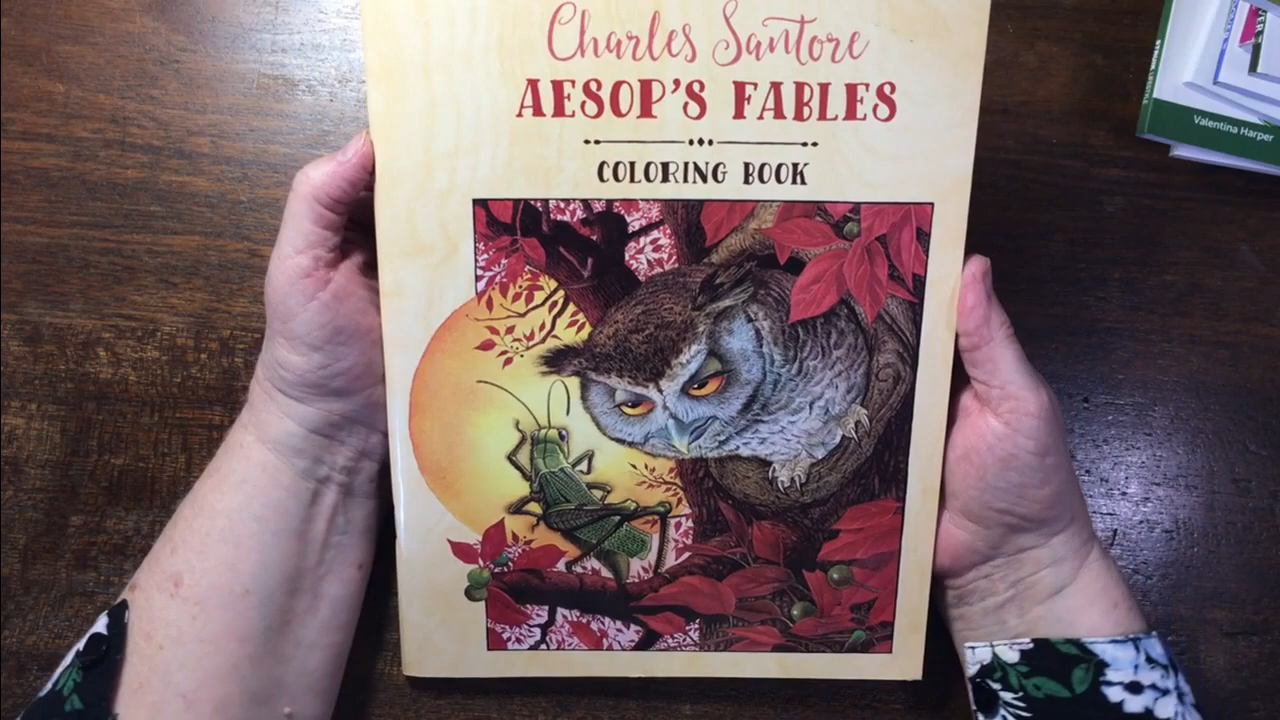 Charles Santore
AESOP'S FABLES
COLORING BOOK
Valentina Harper